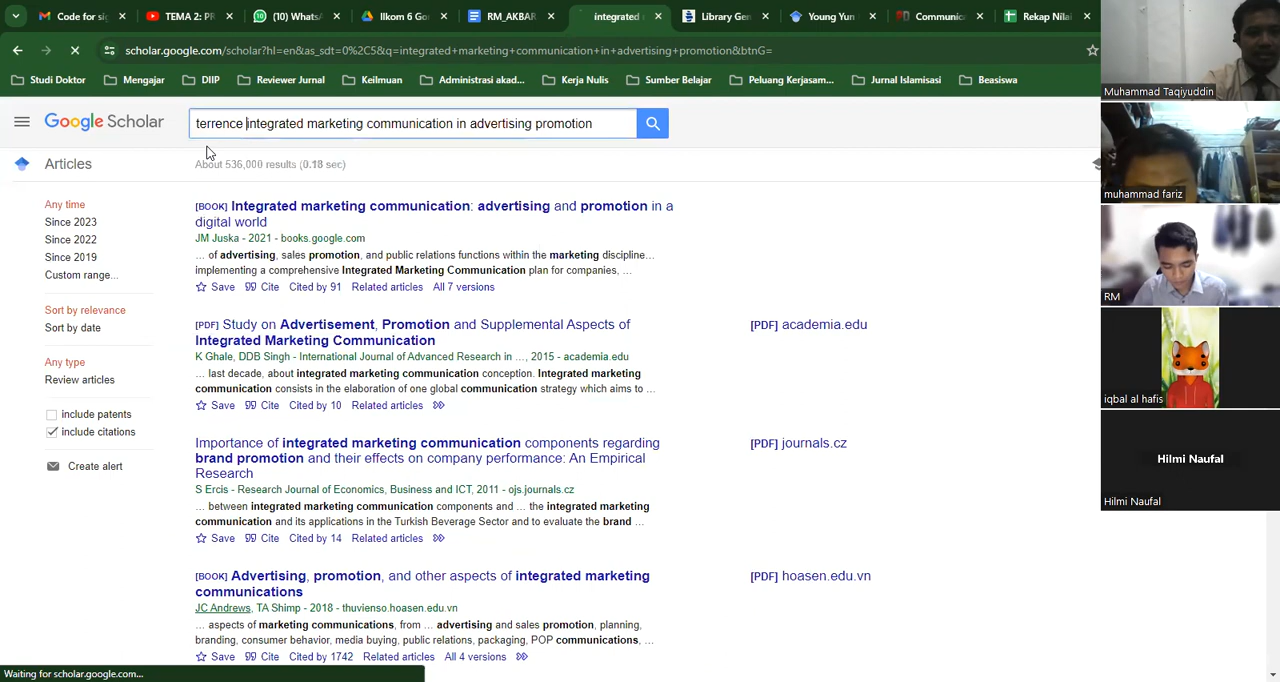 Code for sig
TEMA 2: PR
(10) Whats
Ilkom 6 Go
RM_AKBAR
integrated
Library Gen
Young Yun
Communic
Rekap Nilai
scholar.google.com/scholar?hl=en&as_sdt=0%2C5&q=integrated+marketing+communication+in+advertising+promotion&btnG=
Studi Doktor
Mengajar
DIIP
Reviewer Jurnal
Keilmuan
Administrasi akad...
Kerja Nulis
Sumber Belajar
Peluang Kerjasam...
Jurnal Islamisasi
Beasiswa
Google Scholar
terrence integrated marketing communication in advertising promotion
Articles
About 536,000 results (0.18 sec)
Any time
Since 2023
Since 2022
Since 2019
Custom range...
Sort by relevance
Sort by date
Any type
Review articles
include patents
include citations
Create alert
[BOOK] Integrated marketing communication: advertising and promotion in a
digital world
JM Juska - 2021 - books.google.com
... of advertising, sales promotion, and public relations functions within the marketing discipline...
implementing a comprehensive Integrated Marketing Communication plan for companies, ...
Save Cite Cited by 91 Related articles All 7 versions
[PDF] Study on Advertisement, Promotion and Supplemental Aspects of
Integrated Marketing Communication
K Ghale, DDB Singh - International Journal of Advanced Research in ..., 2015 - academia.edu
... last decade, about integrated marketing communication conception. Integrated marketing
communication consists in the elaboration of one global communication strategy which aims to ...
Save Cite Cited by 10 Related articles
[PDF] academia.edu
Importance of integrated marketing communication components regarding
brand promotion and their effects on company performance: An Empirical
Research
S Ercis - Research Journal of Economics, Business and ICT, 2011 - ojs.journals.cz
... between integrated marketing communication components and ... the integrated marketing
communication and its applications in the Turkish Beverage Sector and to evaluate the brand ...
Save Cite Cited by 14 Related articles
[PDF] journals.cz
[BOOK] Advertising, promotion, and other aspects of integrated marketing
communications
JC Andrews, TA Shimp - 2018 - thuvienso.hoasen.edu.vn
... aspects of marketing communications, from ... advertising and sales promotion, planning,
branding, consumer behavior, media buying, public relations, packaging, POP communications, ...
Save Cite Cited by 1742 Related articles All 4 versions
[PDF] hoasen.edu.vn
Waiting for scholar.google.com...
Muhammad Taqiyuddin
muhammad fariz
RM
iqbal al hafis
Hilmi Naufal
Hilmi Naufal